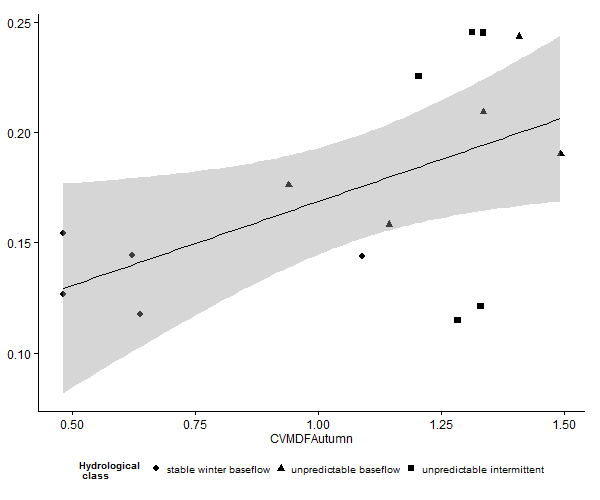 0.25
0.20
0.15
0.10
0.50 0.75 1.00 1.25 1.50
CVMDFAutumn
Hydrological
class
stable winter baseflow unpredictable baseflow unpredictable intermittent